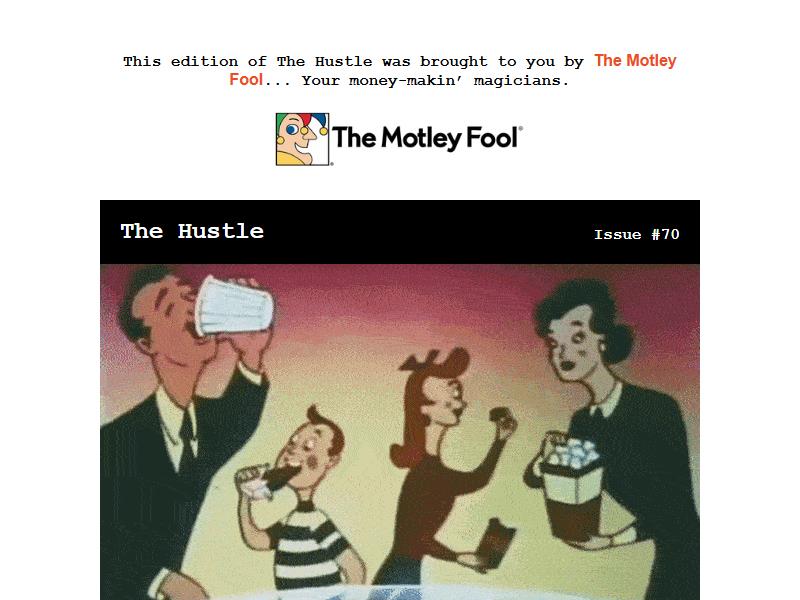 This edition of The Hustle was brought to you by The Motley
Fool... Your money-makin’ magicians.
The Motley Fool®
The Hustle
Issue #70